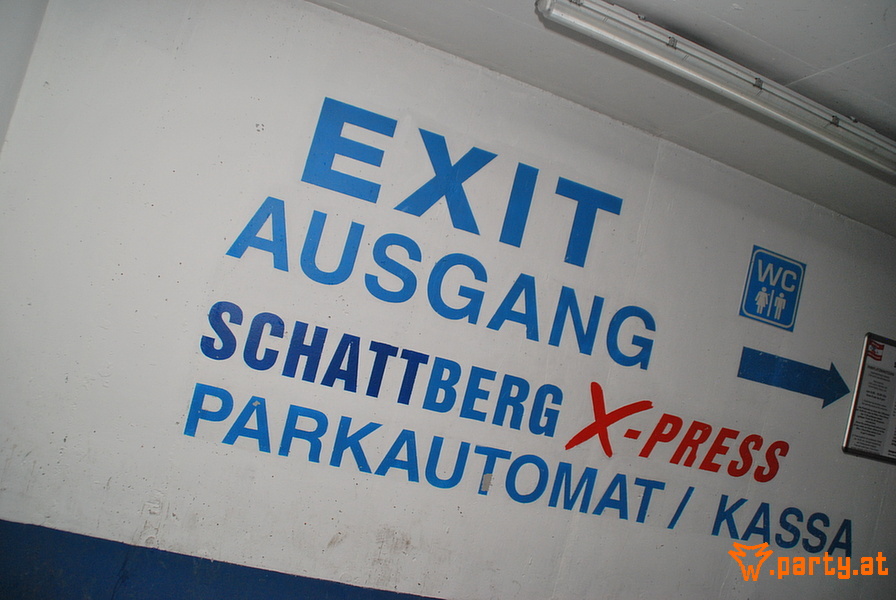 EXIT
AUSGANG
WC
SCHATTBERG X-PRESS
PARKAUTOMAT / KASSA
w.party.at